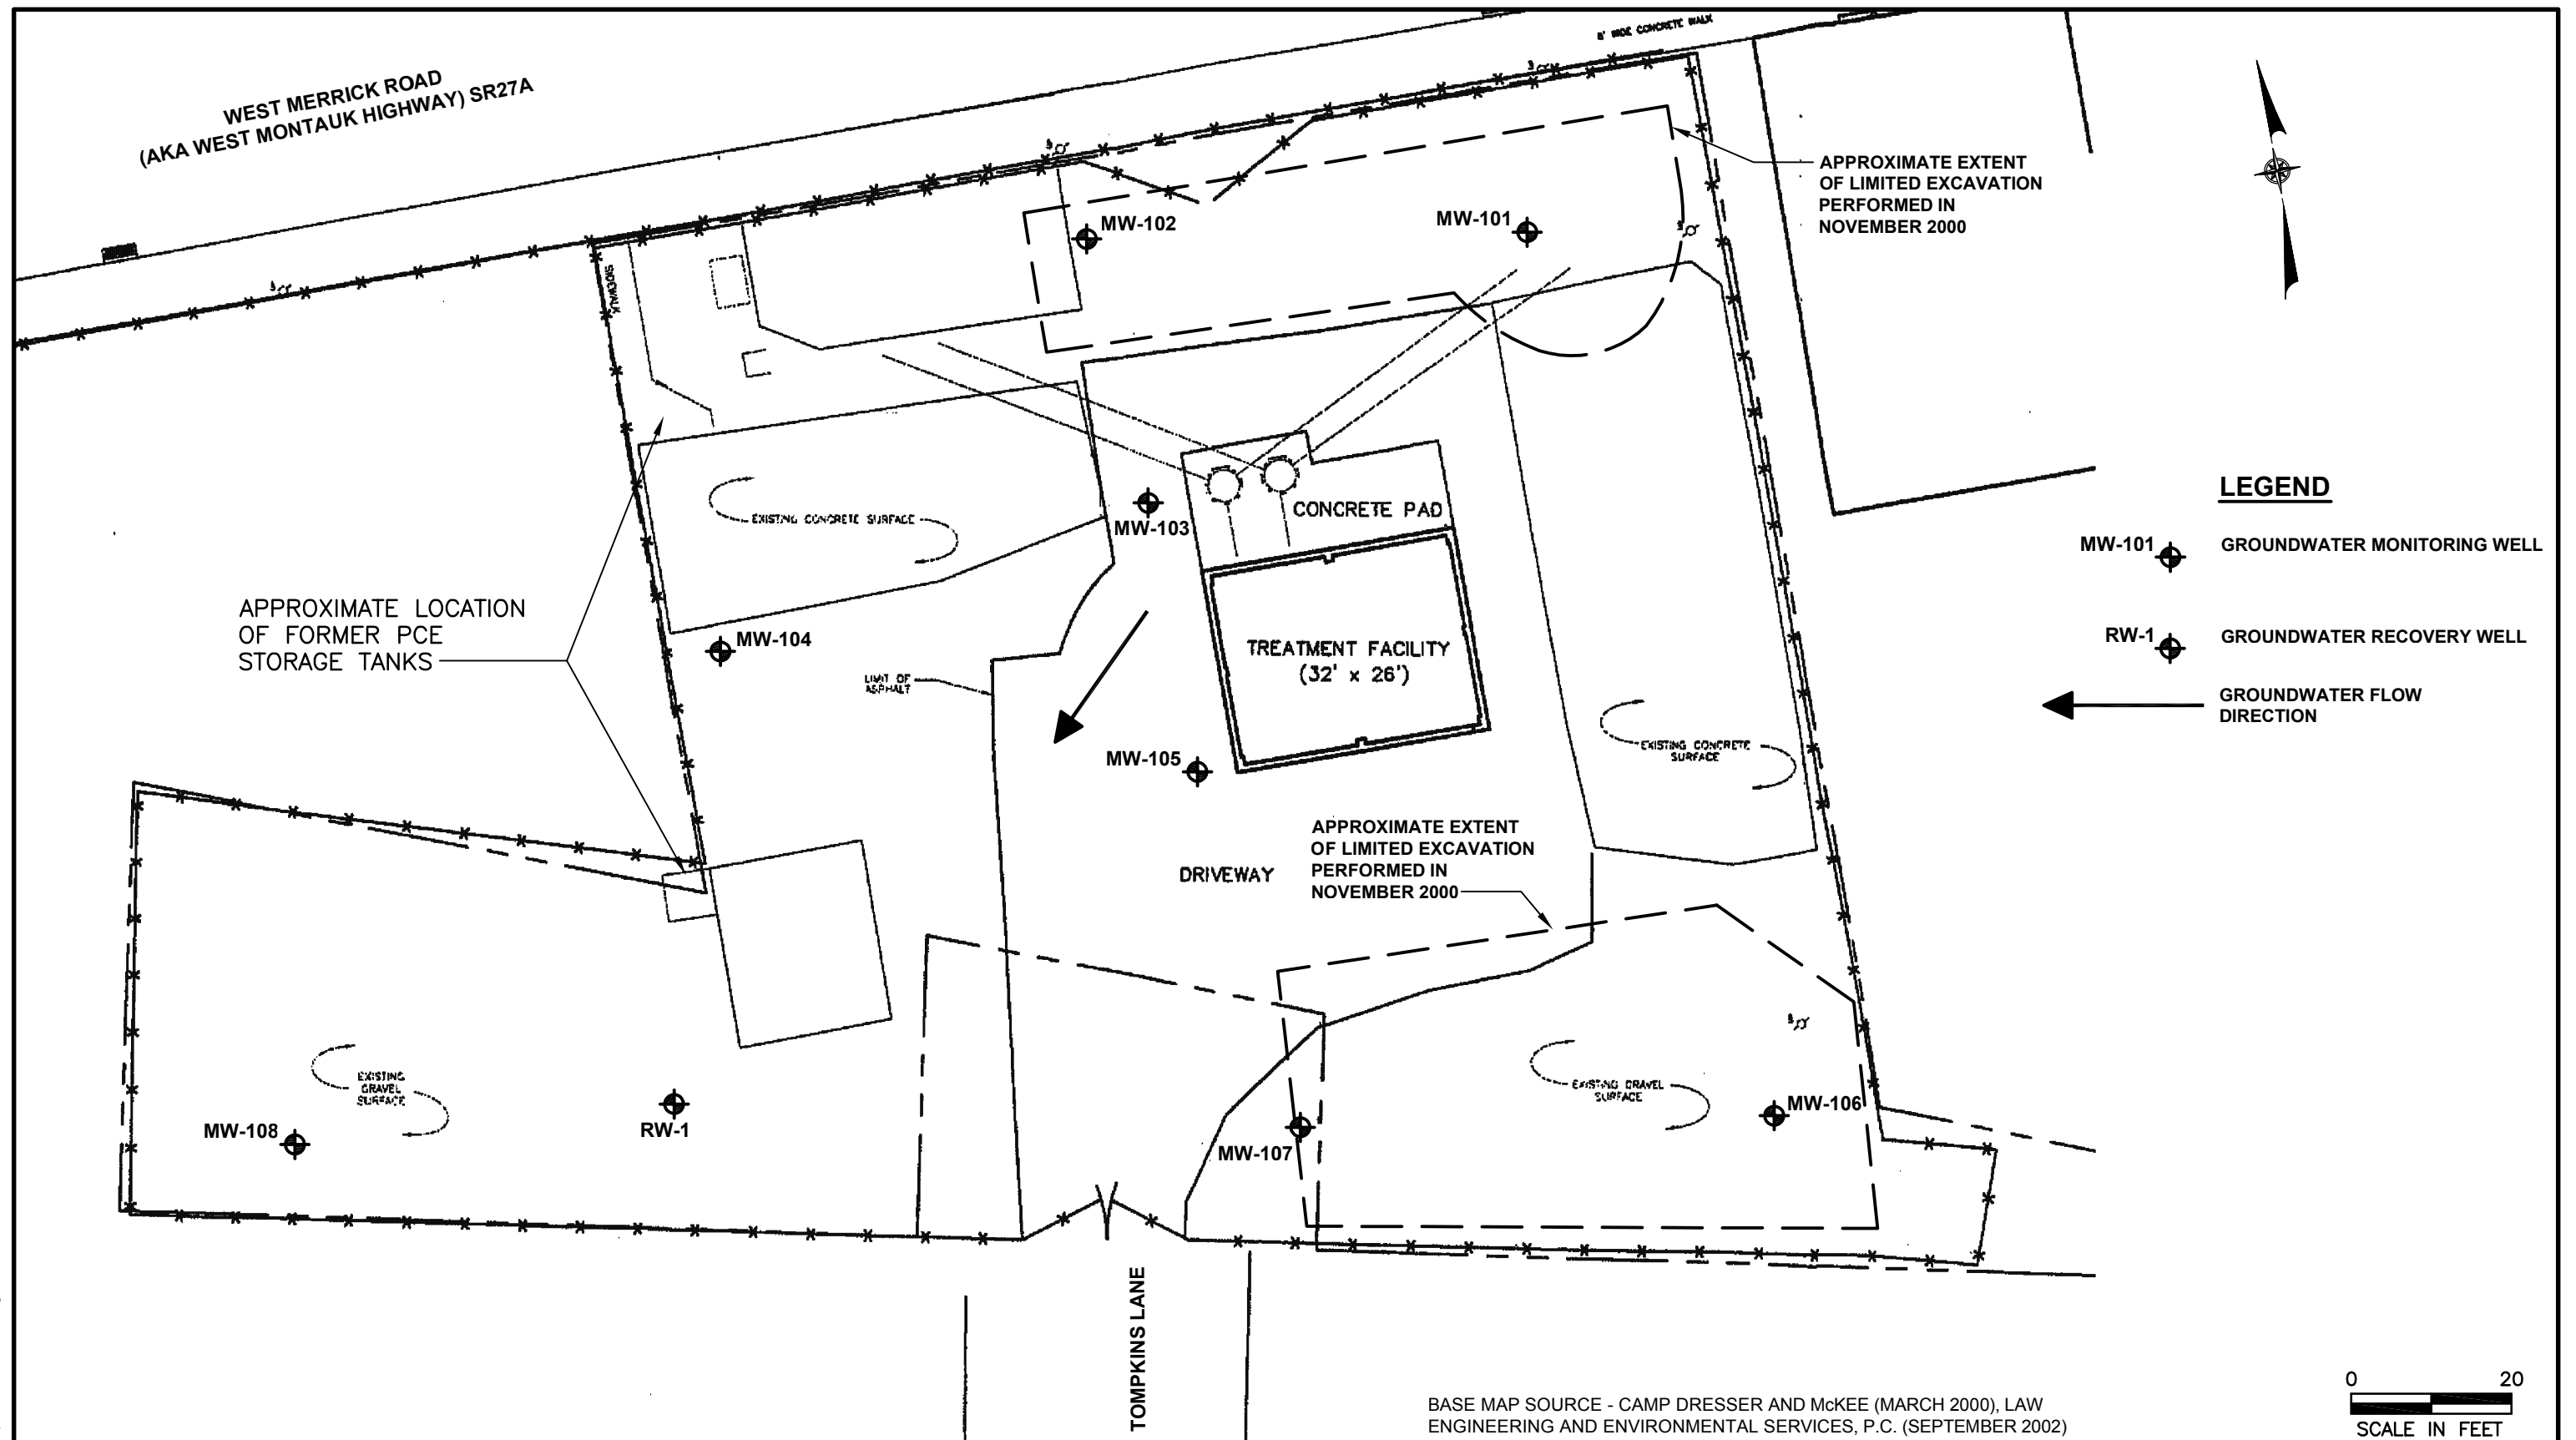 8' WIDE CONCRETE WALK
WEST MERRICK ROAD
(AKA WEST MONTAUK HIGHWAY) SR27A
APPROXIMATE EXTENT
OF LIMITED EXCAVATION
PERFORMED IN
NOVEMBER 2000
MW-102
MW-101
SIDEWALK
LEGEND
MW-101
GROUNDWATER MONITORING WELL
RW-1
GROUNDWATER RECOVERY WELL
GROUNDWATER FLOW
DIRECTION
EXISTING CONCRETE SURFACE
MW-103
CONCRETE PAD
APPROXIMATE LOCATION
OF FORMER PCE
STORAGE TANKS
MW-104
TREATMENT FACILITY
(32' x 26')
LIMIT OF
ASPHALT
EXISTING CONCRETE
SURFACE
MW-105
APPROXIMATE EXTENT
OF LIMITED EXCAVATION
PERFORMED IN
NOVEMBER 2000
DRIVEWAY
EXISTING
GRAVEL
SURFACE
EXISTING GRAVEL
SURFACE
MW-106
MW-108
RW-1
MW-107
TOMPKINS LANE
BASE MAP SOURCE - CAMP DRESSER AND McKEE (MARCH 2000), LAW
ENGINEERING AND ENVIRONMENTAL SERVICES, P.C. (SEPTEMBER 2002)
0 20
SCALE IN FEET